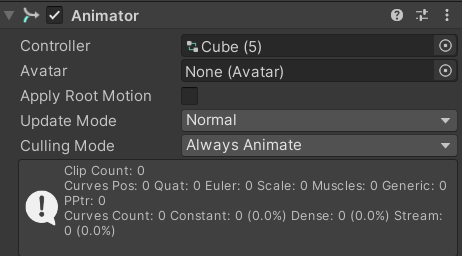 Animator
Controller
Cube (5)
Avatar
None (Avatar)
Apply Root Motion
Update Mode
Normal
Culling Mode
Always Animate
Clip Count: 0
Curves Pos: 0 Quat: 0 Euler: 0 Scale: 0 Muscles: 0 Generic: 0
PPtr: 0
Curves Count: 0 Constant: 0 (0.0%) Dense: 0 (0.0%) Stream:
0 (0.0%)